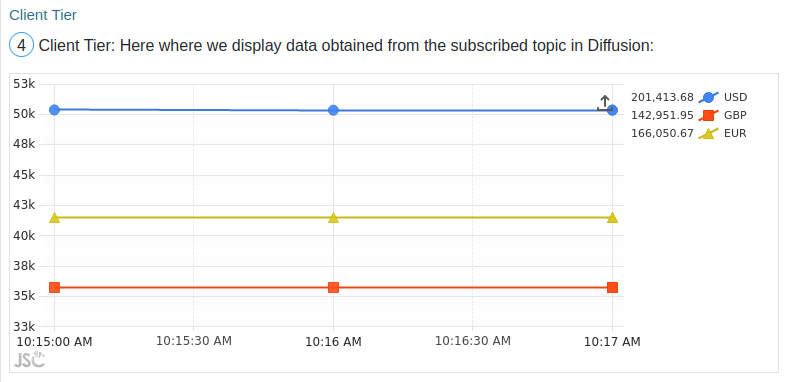 Client Tier
4 Client Tier: Here where we display data obtained from the subscribed topic in Diffusion:
53k
50k
48k
45k
43k
40k
38k
35k
33k
10:15:00 AM 10:15:30 AM 10:16 AM 10:16:30 AM 10:17 AM
201,413.68 USD
142,951.95 GBP
166,050.67 EUR
JSC